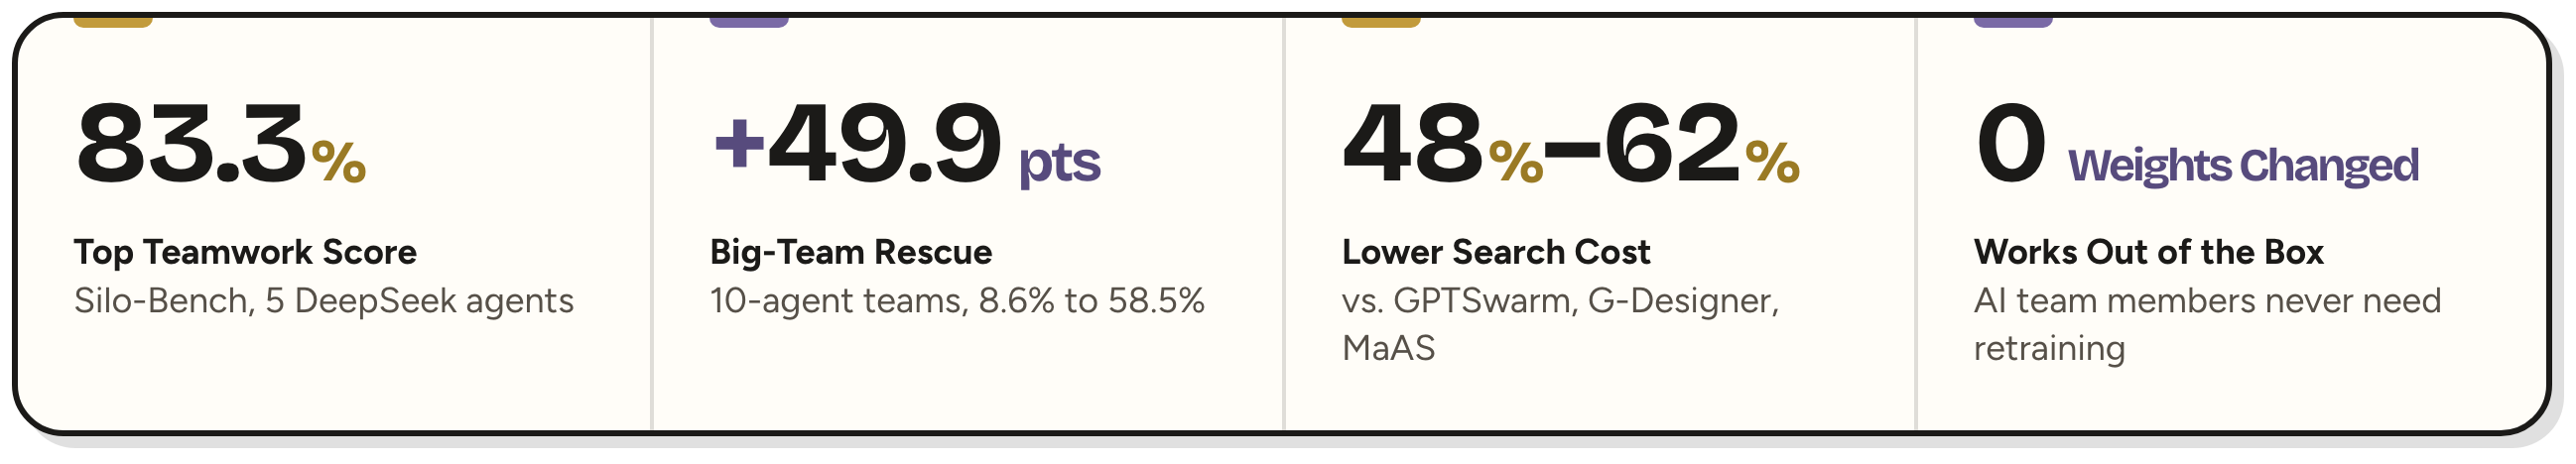 83.3%
Top Teamwork Score
Silo-Bench, 5 DeepSeek agents
+49.9 pts
Big-Team Rescue
10-agent teams, 8.6% to 58.5%
48%–62%
Lower Search Cost
vs. GPTSwarm, G-Designer,
MaAS
0 Weights Changed
Works Out of the Box
AI team members never need
retraining